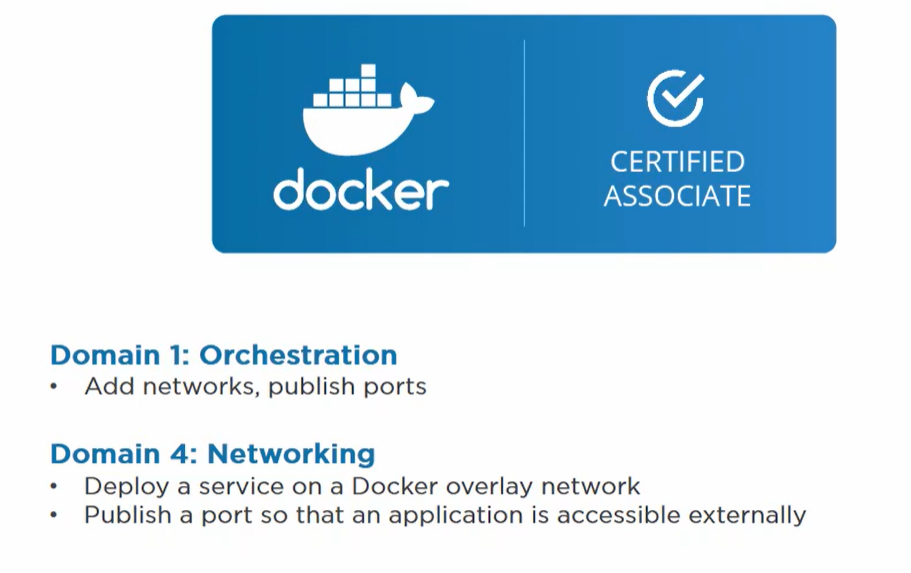 docker
CERTIFIED
ASSOCIATE
Domain 1: Orchestration
• Add networks, publish ports
Domain 4: Networking
• Deploy a service on a Docker overlay network
• Publish a port so that an application is accessible externally